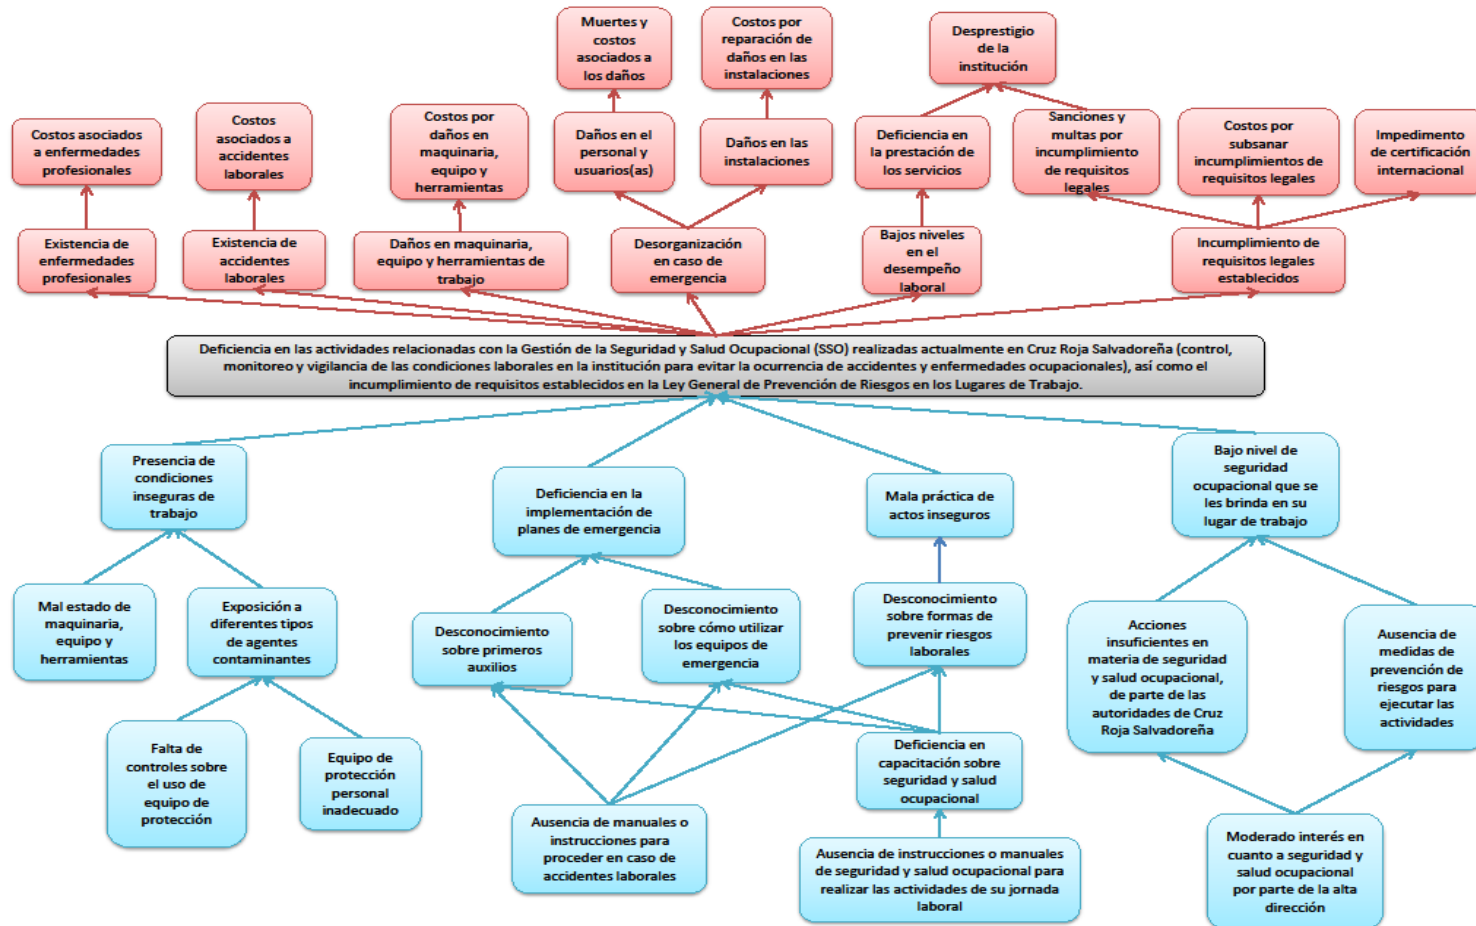 Muertes y
costos
asociados a
los daños
Costos por
reparación de
daños en las
instalaciones
Desprestigio
de la
institución
Costos asociados
a enfermedades
profesionales
Costos
asociados a
accidentes
laborales
Costos por
daños en
maquinaria,
equipo y
herramientas
Daños en el
personal y
usuarios(as)
Daños en las
instalaciones
Deficiencia en
la prestación de
los servicios
Sanciones y
multas por
incumplimiento
de requisitos
legales
Costos por
subsanar
incumplimientos de
requisitos legales
Impedimento
de certificación
internacional
Existencia de
enfermedades
profesionales
Existencia de
accidentes
laborales
Daños en maquinaria,
equipo y herramientas de
trabajo
Desorganización
en caso de
emergencia
Bajos niveles
en el
desempeño
laboral
Incumplimiento de
requisitos legales
establecidos
Deficiencia en las actividades relacionadas con la Gestión de la Seguridad y Salud Ocupacional (SSO) realizadas actualmente en Cruz Roja Salvadoreña (control,
monitoreo y vigilancia de las condiciones laborales en la institución para evitar la ocurrencia de accidentes y enfermedades ocupacionales), así como el
incumplimiento de requisitos establecidos en la Ley General de Prevención de Riesgos en los Lugares de Trabajo.
Presencia de
condiciones
inseguras de
trabajo
Deficiencia en la
implementación de
planes de emergencia
Mala práctica de
actos inseguros
Bajo nivel de
seguridad
ocupacional que se
les brinda en su
lugar de trabajo
Mal estado de
maquinaria,
equipo y
herramientas
Exposición a
diferentes tipos
de agentes
contaminantes
Desconocimiento
sobre primeros
auxilios
Desconocimiento
sobre cómo utilizar
los equipos de
emergencia
Desconocimiento
sobre formas de
prevenir riesgos
laborales
Acciones
insuficientes en
materia de seguridad
y salud ocupacional,
de parte de las
autoridades de Cruz
Roja Salvadoreña
Ausencia de
medidas de
prevención de
riesgos para
ejecutar las
actividades
Falta de
controles sobre
el uso de
equipo de
protección
Equipo de
protección
personal
inadecuado
Deficiencia en
capacitación sobre
seguridad y salud
ocupacional
Ausencia de manuales o
instrucciones para
proceder en caso de
accidentes laborales
Ausencia de instrucciones o manuales
de seguridad y salud ocupacional para
realizar las actividades de su jornada
laboral
Moderado interés en
cuanto a seguridad y
salud ocupacional
por parte de la alta
dirección